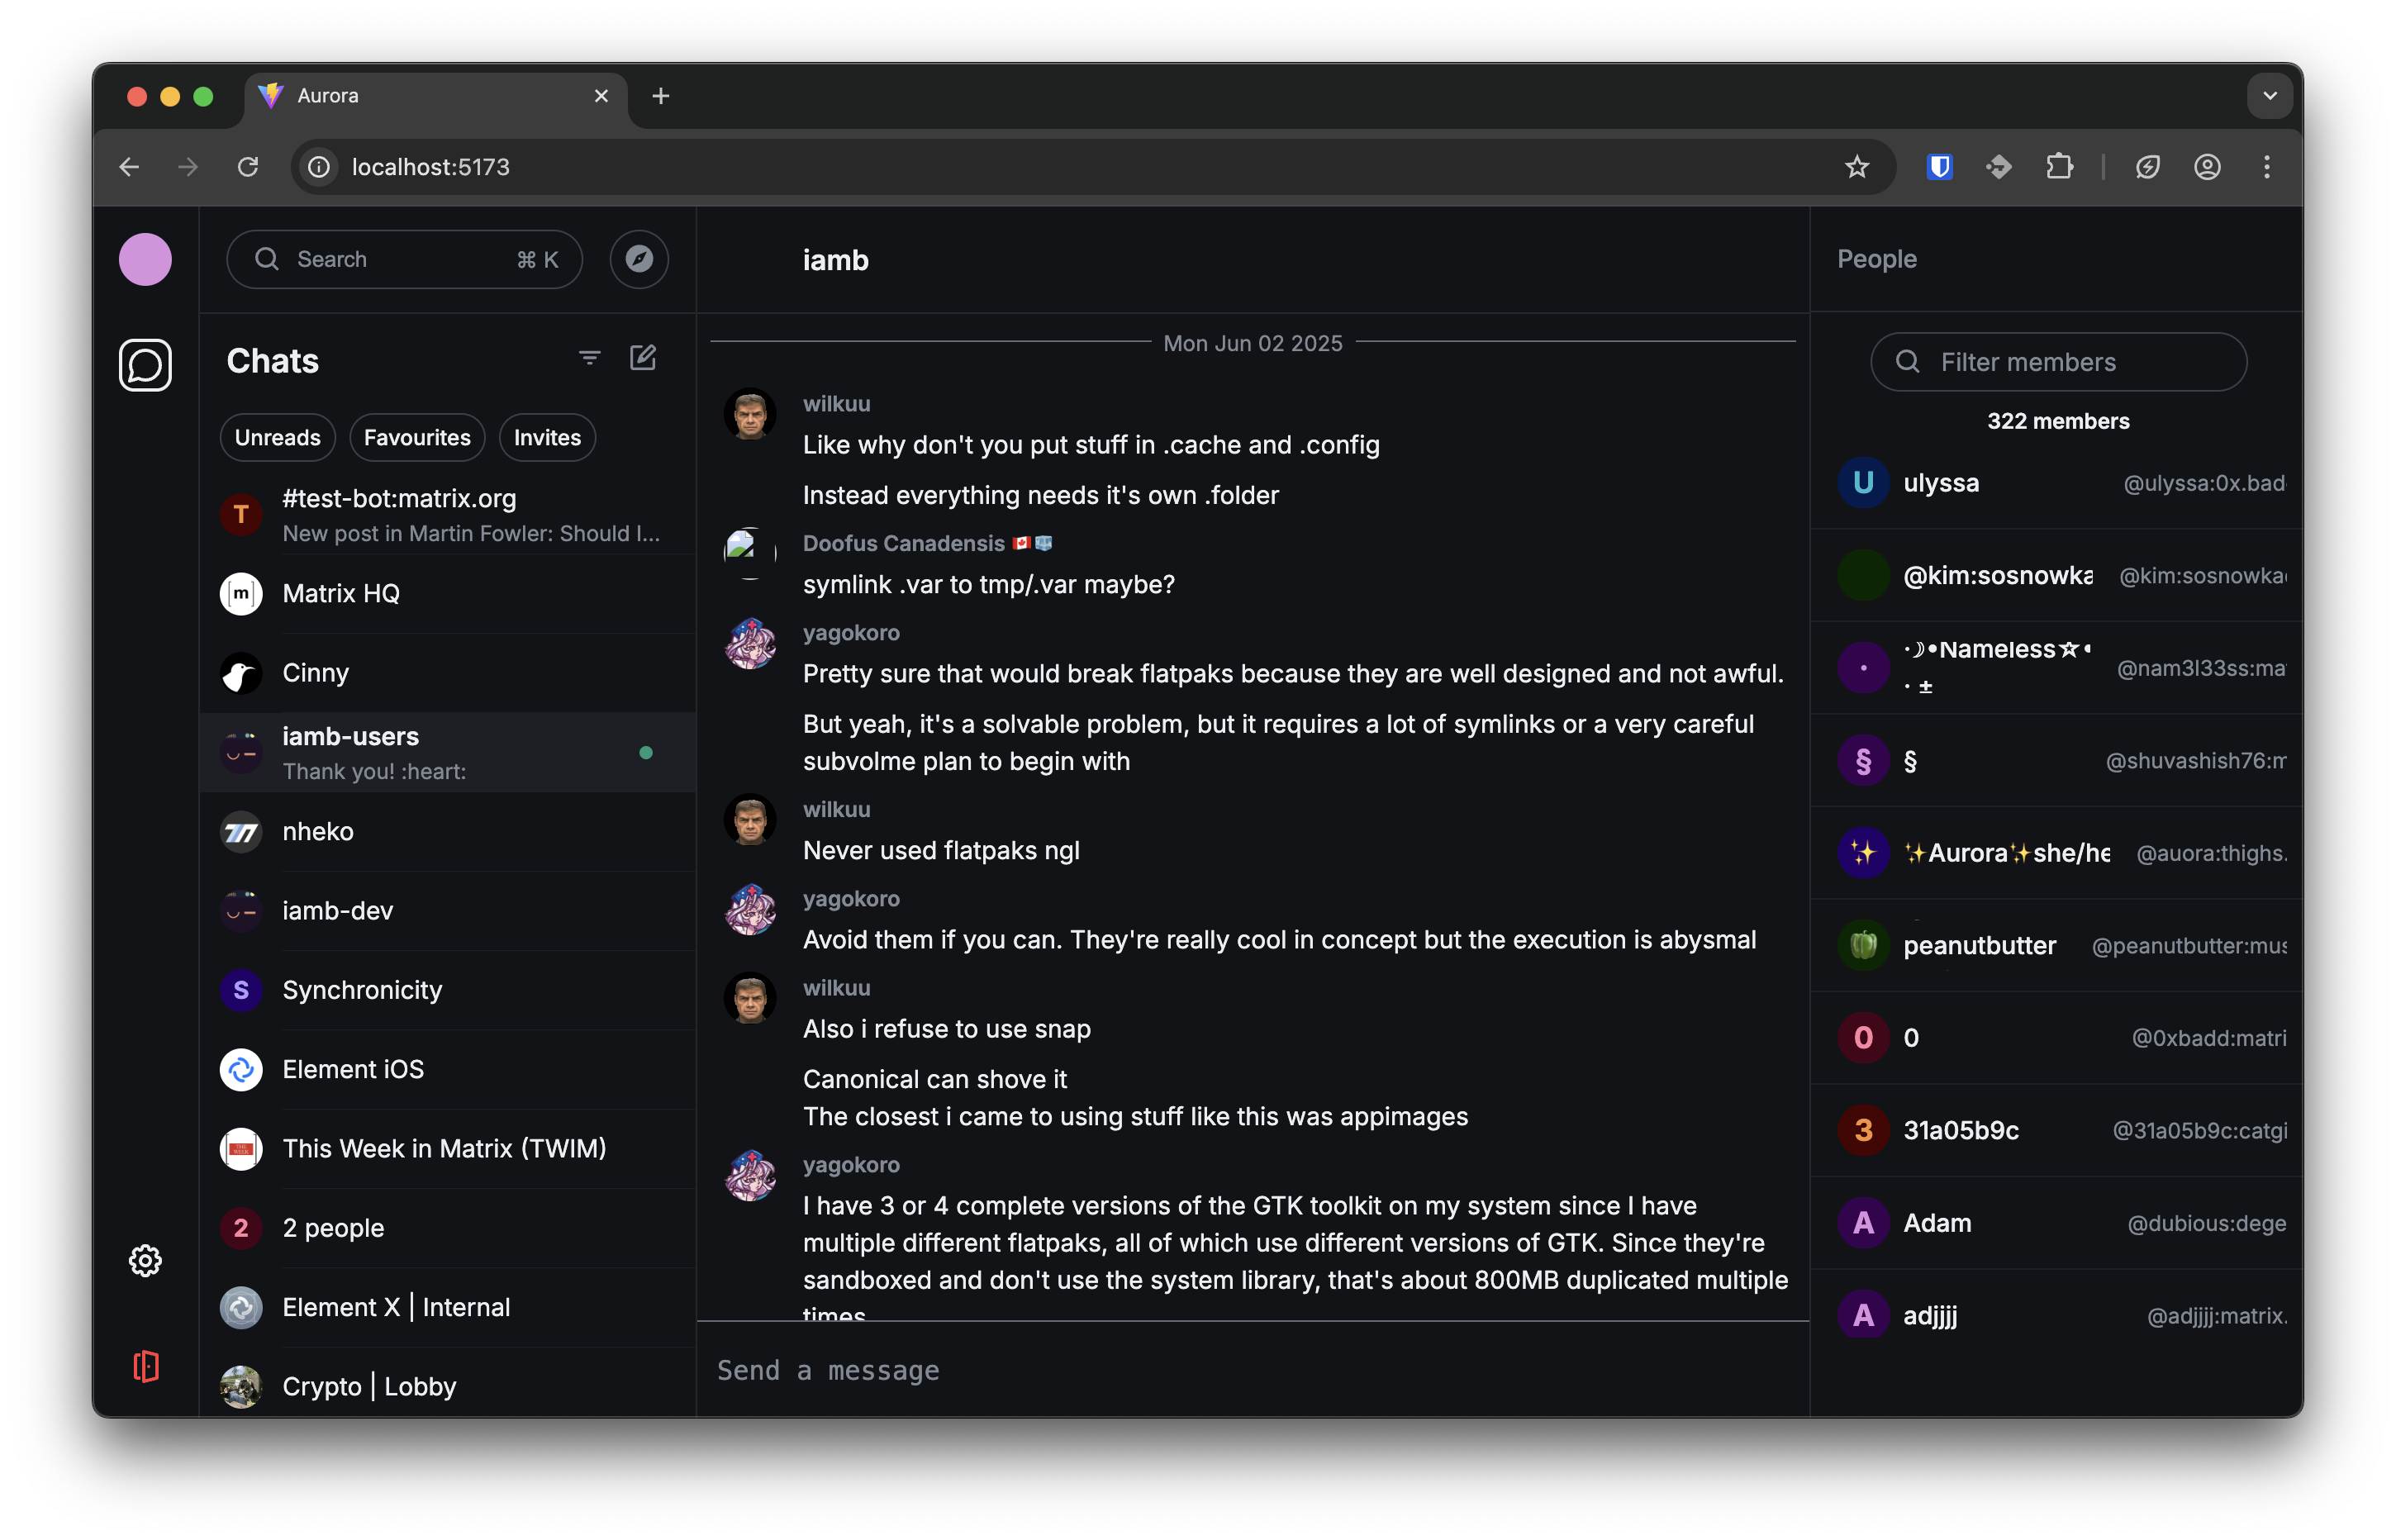 Aurora
localhost:5173
Search
⌘ K
Chats
Unreads
Favourites
Invites
T
#test-bot:matrix.org
New post in Martin Fowler: Should I...
[m]
Matrix HQ
Cinny
iamb-users
Thank you! :heart:
nheko
iamb-dev
S
Synchronicity
Element iOS
THE WEEK
This Week in Matrix (TWIM)
2
2 people
Element X | Internal
Crypto | Lobby
iamb
Mon Jun 02 2025
wilkuu
Like why don't you put stuff in .cache and .config
Instead everything needs it's own .folder
Doofus Canadensis 🇨🇦🧊
symlink .var to tmp/.var maybe?
yagokoro
Pretty sure that would break flatpaks because they are well designed and not awful.
But yeah, it's a solvable problem, but it requires a lot of symlinks or a very careful
subvolme plan to begin with
wilkuu
Never used flatpaks ngl
yagokoro
Avoid them if you can. They're really cool in concept but the execution is abysmal
wilkuu
Also i refuse to use snap
Canonical can shove it
The closest i came to using stuff like this was appimages
yagokoro
I have 3 or 4 complete versions of the GTK toolkit on my system since I have
multiple different flatpaks, all of which use different versions of GTK. Since they're
sandboxed and don't use the system library, that's about 800MB duplicated multiple
times
Send a message
People
Filter members
322 members
U
ulyssa
@ulyssa:0x.bad
@kim:sosnowka
@kim:sosnowka
·
·☽•Nameless☆•
· ±
@nam3l33ss:ma
§
§
@shuvashish76:m
✨
✨Aurora✨she/he
@auora:thighs.
peanutbutter
@peanutbutter:mus
0
0
@0xbadd:matri
3
31a05b9c
@31a05b9c:catgi
A
Adam
@dubious:dege
A
adjjjj
@adjjjj:matrix.